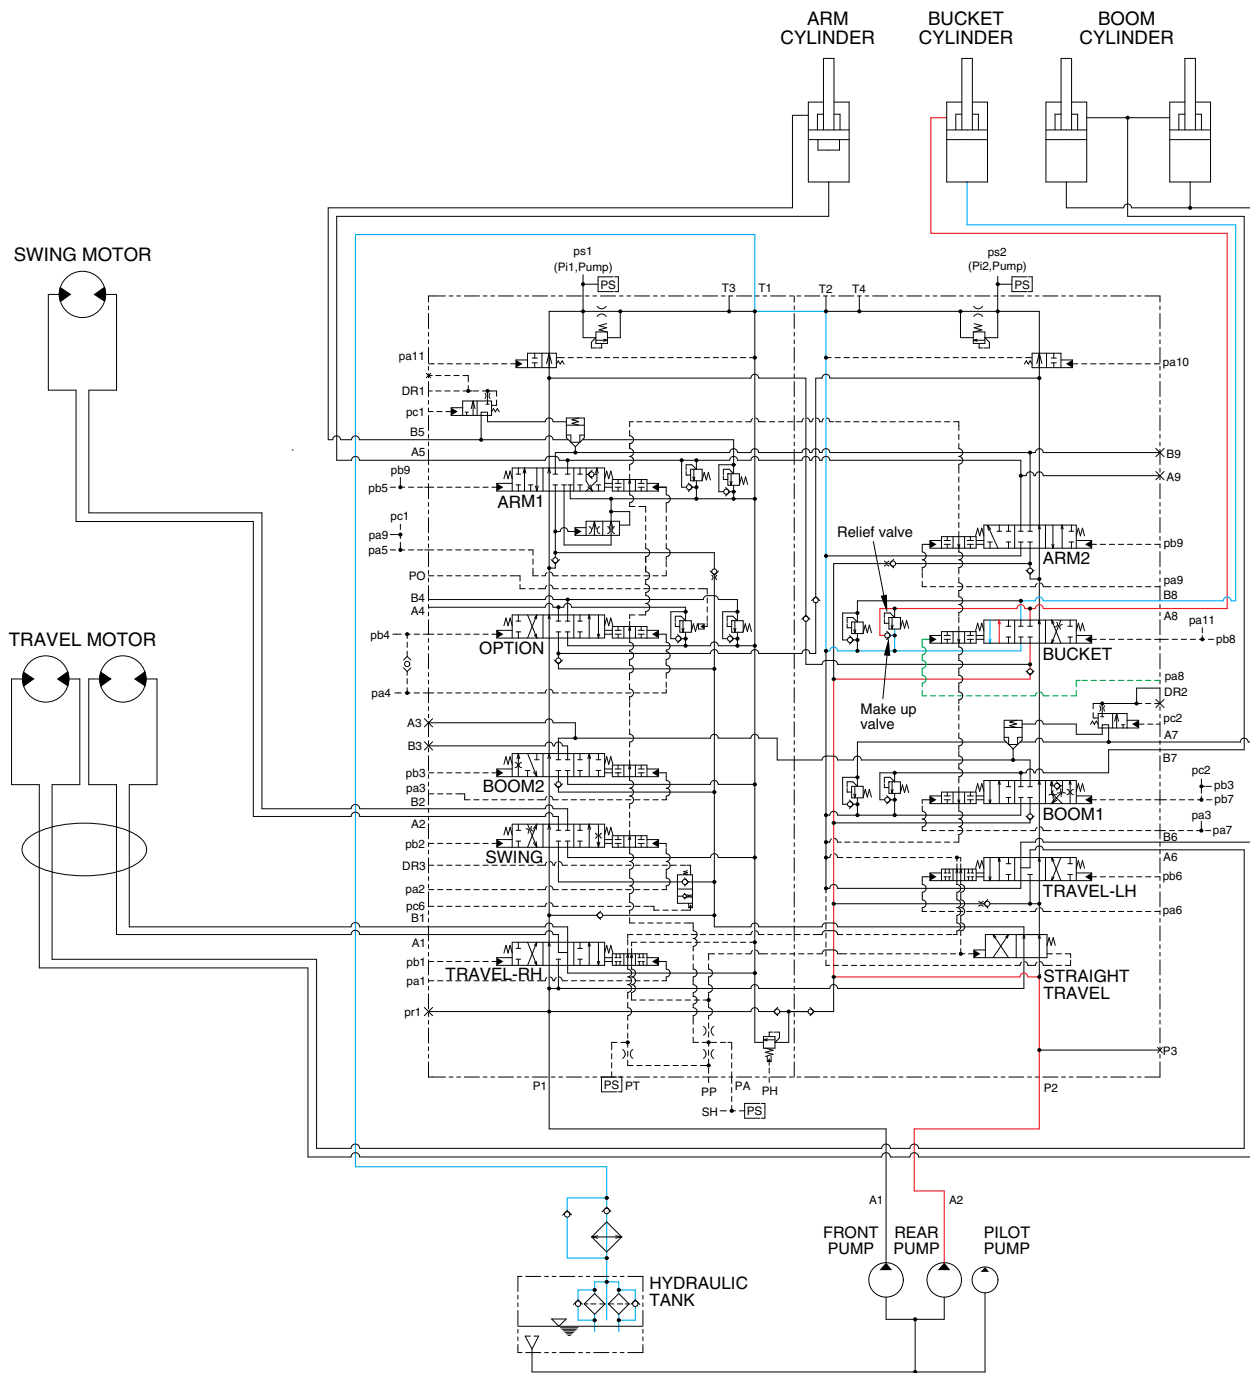 ARM
CYLINDER
BUCKET
CYLINDER
BOOM
CYLINDER
SWING MOTOR
TRAVEL MOTOR
ps1
(Pi1,Pump)
PS
ps2
(Pi2,Pump)
PS
T3
T1
T2
T4
pa11
DR1
pc1
B5
A5
pb9
pb5
ARM1
pc1
pa9
pa5
PO
B4
A4
pb4
OPTION
pa4
A3
B3
pb3
BOOM2
pa3
B2
A2
pb2
SWING
DR3
pa2
pc6
B1
A1
pb1
TRAVEL-RH
pa1
pr1
pa10
B9
A9
Relief valve
ARM2
pb9
pa9
B8
A8
pa11
BUCKET
pb8
pa8
Make up
valve
DR2
pc2
A7
B7
pc2
pb3
pb7
BOOM1
pa3
pa7
B6
A6
TRAVEL-LH
pb6
pa6
STRAIGHT
TRAVEL
P3
P1
PS
PT
PP
PA
PH
P2
SH
PS
A1
A2
FRONT
PUMP
REAR
PUMP
PILOT
PUMP
HYDRAULIC
TANK